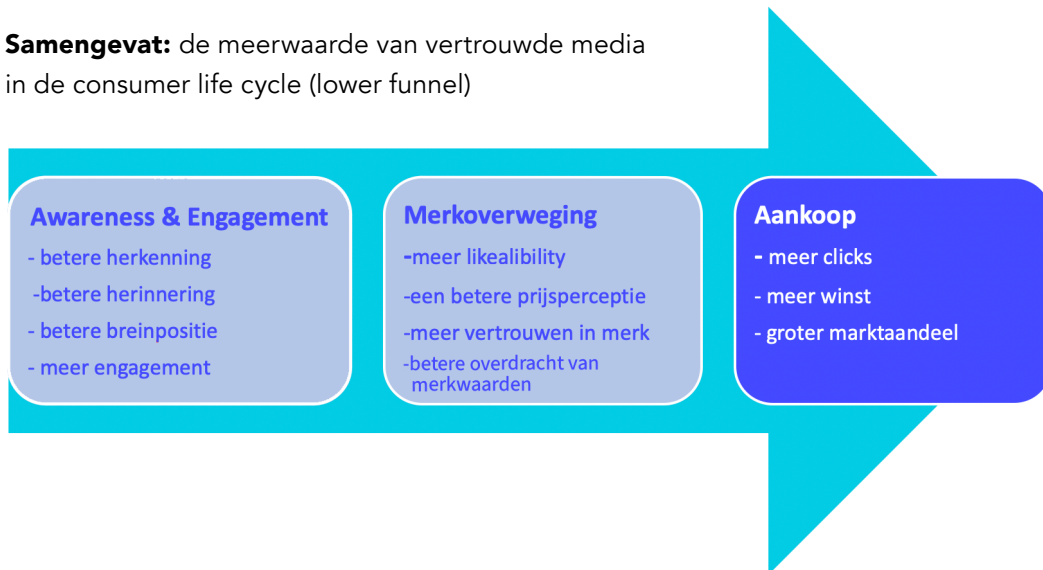 Samengevat: de meerwaarde van vertrouwde media
in de consumer life cycle (lower funnel)
Awareness & Engagement
- betere herkenning
-betere herinnering
- betere breinpositie
- meer engagement
Merkoverweging
-meer likealibility
-een betere prijsperceptie
-meer vertrouwen in merk
-betere overdracht van
merkwaarden
Aankoop
- meer clicks
- meer winst
- groter marktaandeel